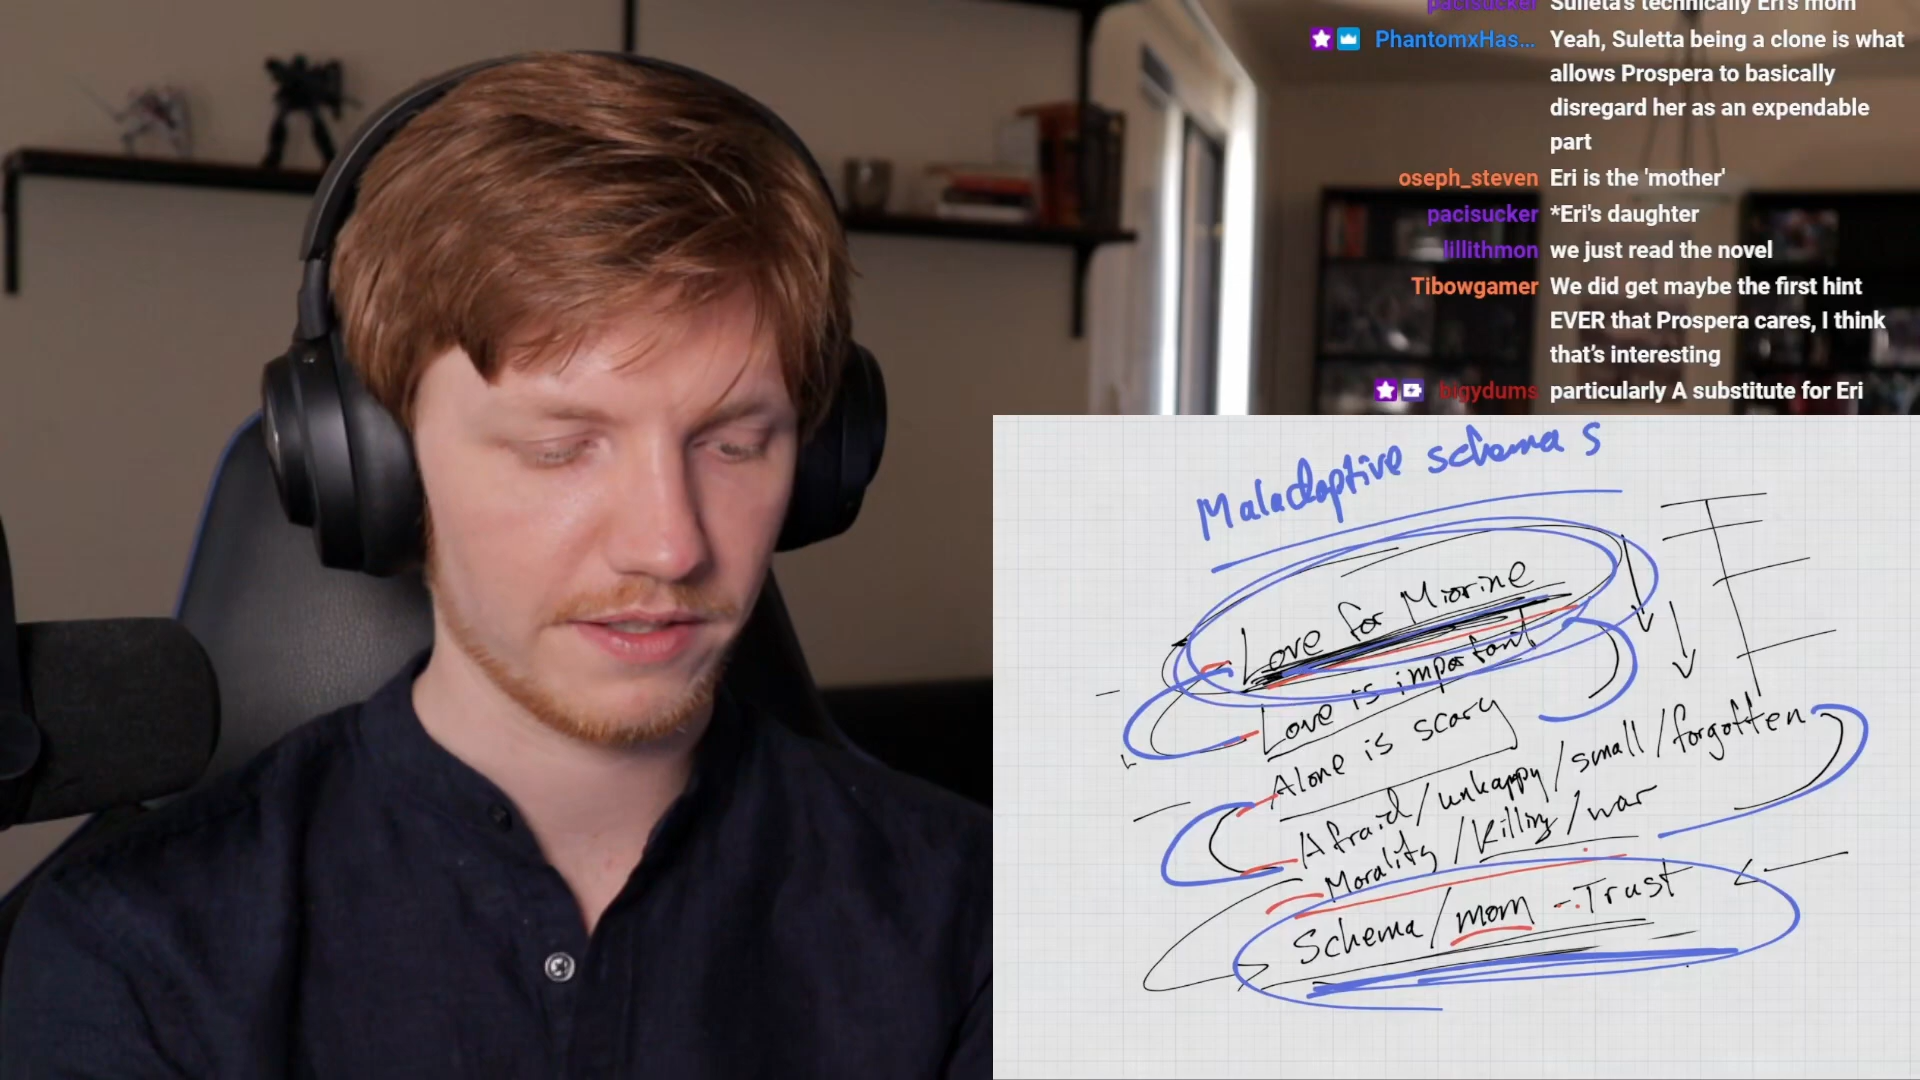 pacisucker Suletta's technically Eri's mom
PhantomxHas... Yeah, Suletta being a clone is what
allows Prospera to basically
disregard her as an expendable
part
oseph_steven Eri is the 'mother'
pacisucker *Eri's daughter
lillithmon we just read the novel
Tibowgamer We did get maybe the first hint
EVER that Prospera cares, I think
that's interesting
bigydums particularly A substitute for Eri
Maladaptive schema s
Love for Miorine
Love is important
Alone is scary
Afraid/unhappy/small/forgotten
Morality/killing/war
Schema/mom - Trust